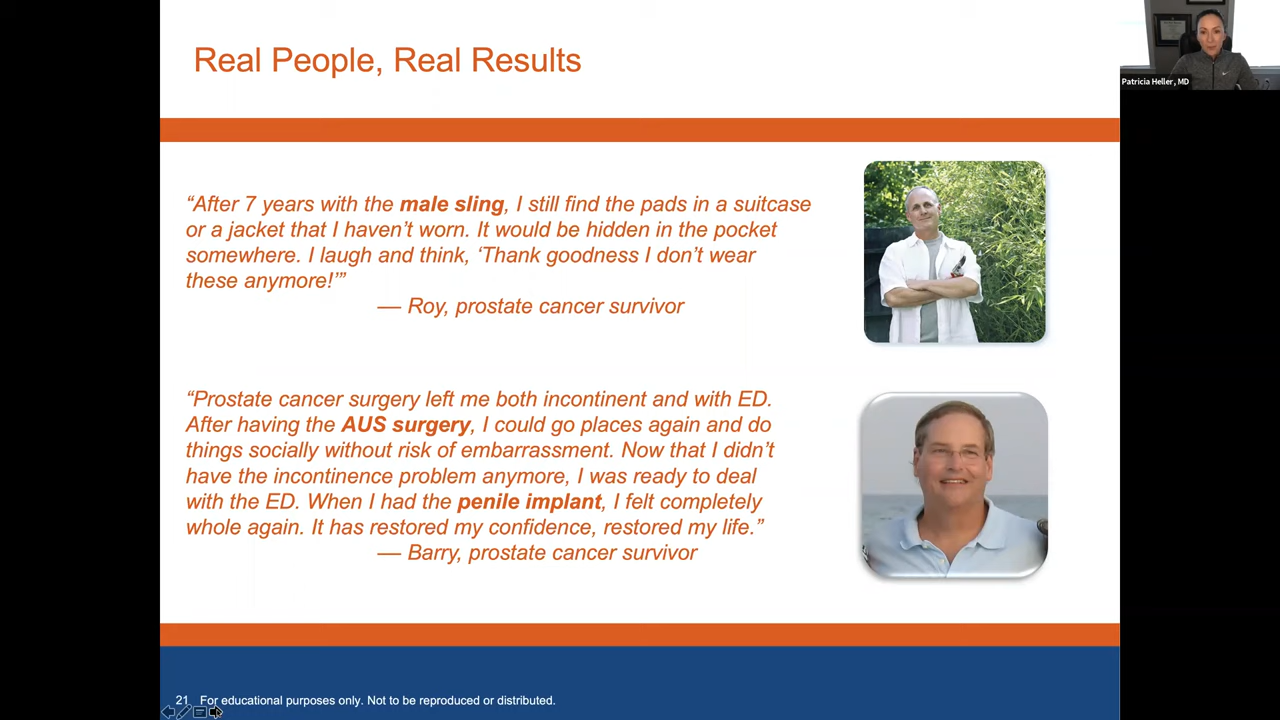 Real People, Real Results
Patricia Heller, MD
“After 7 years with the male sling, I still find the pads in a suitcase
or a jacket that I haven’t worn. It would be hidden in the pocket
somewhere. I laugh and think, ‘Thank goodness I don’t wear
these anymore!’”
— Roy, prostate cancer survivor
“Prostate cancer surgery left me both incontinent and with ED.
After having the AUS surgery, I could go places again and do
things socially without risk of embarrassment. Now that I didn’t
have the incontinence problem anymore, I was ready to deal
with the ED. When I had the penile implant, I felt completely
whole again. It has restored my confidence, restored my life.”
— Barry, prostate cancer survivor
21 For educational purposes only. Not to be reproduced or distributed.